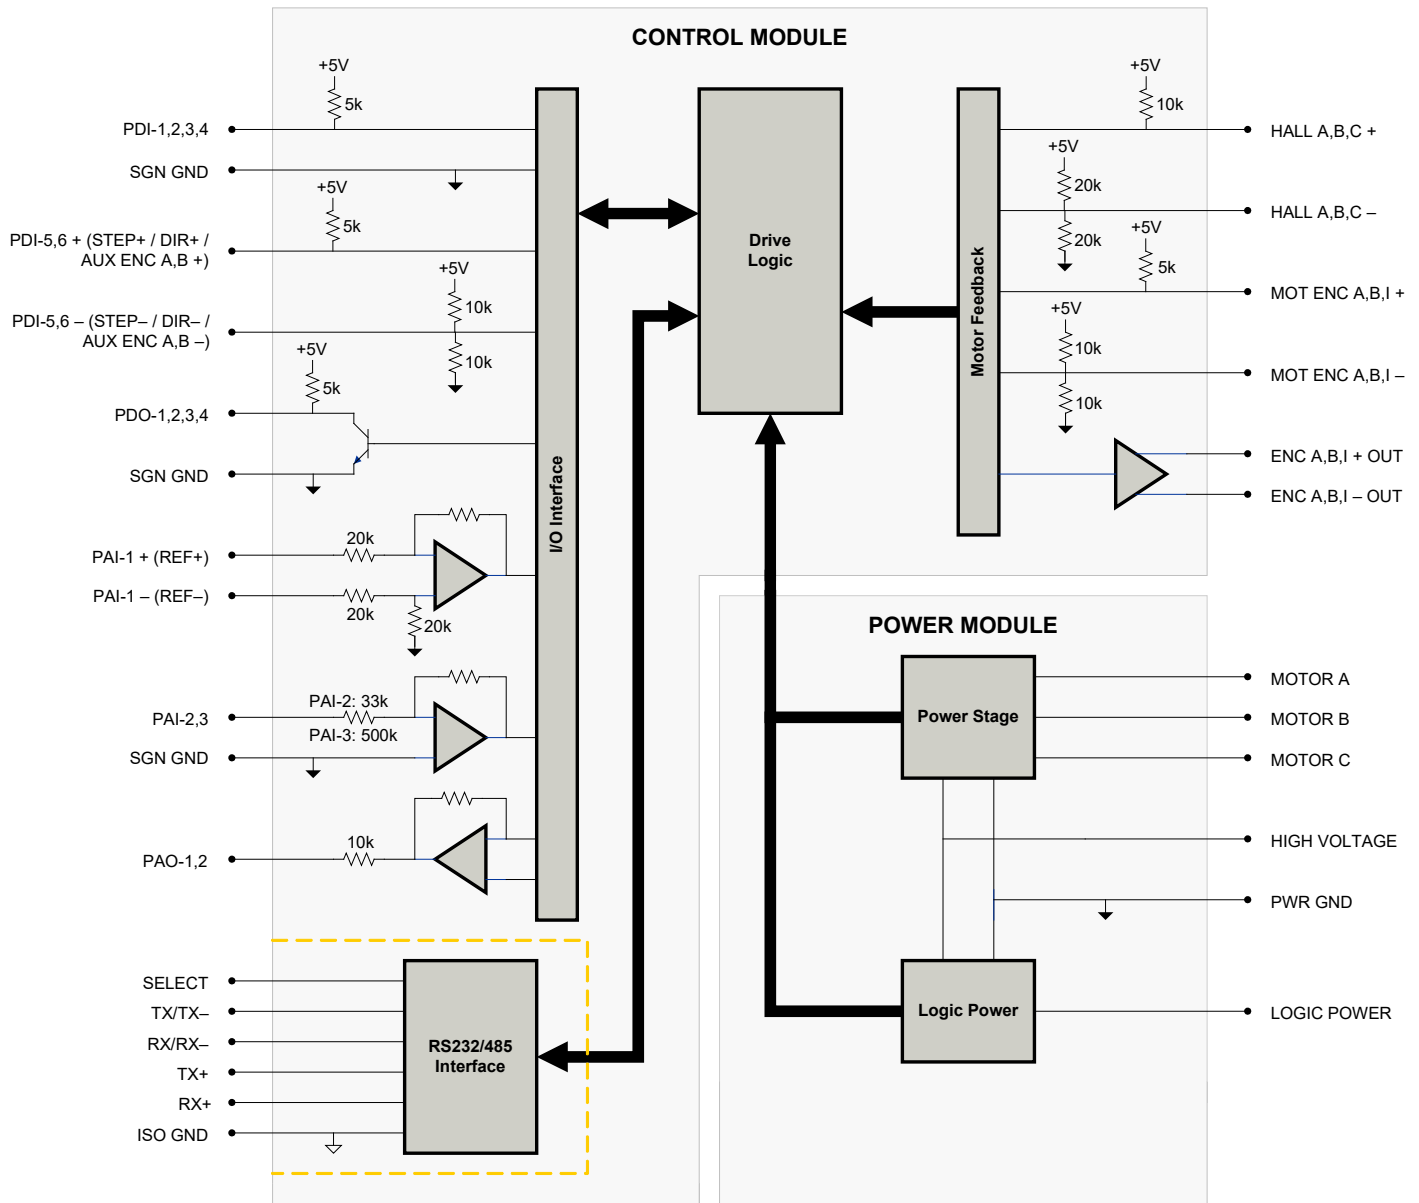 CONTROL MODULE
+5V
5k
PDI-1,2,3,4
SGN GND
+5V
5k
PDI-5,6 + (STEP+ / DIR+ /
AUX ENC A,B +)
+5V
10k
PDI-5,6 – (STEP– / DIR– /
AUX ENC A,B –)
10k
+5V
5k
PDO-1,2,3,4
SGN GND
20k
PAI-1 + (REF+)
PAI-1 – (REF–)
20k
20k
PAI-2: 33k
PAI-2,3
PAI-3: 500k
SGN GND
10k
PAO-1,2
I/O Interface
Drive
Logic
Motor Feedback
+5V
10k
HALL A,B,C +
+5V
20k
HALL A,B,C –
20k
+5V
5k
MOT ENC A,B,I +
+5V
10k
MOT ENC A,B,I –
10k
ENC A,B,I + OUT
ENC A,B,I – OUT
SELECT
TX/TX–
RX/RX–
TX+
RX+
ISO GND
RS232/485
Interface
POWER MODULE
Power Stage
MOTOR A
MOTOR B
MOTOR C
HIGH VOLTAGE
PWR GND
Logic Power
LOGIC POWER